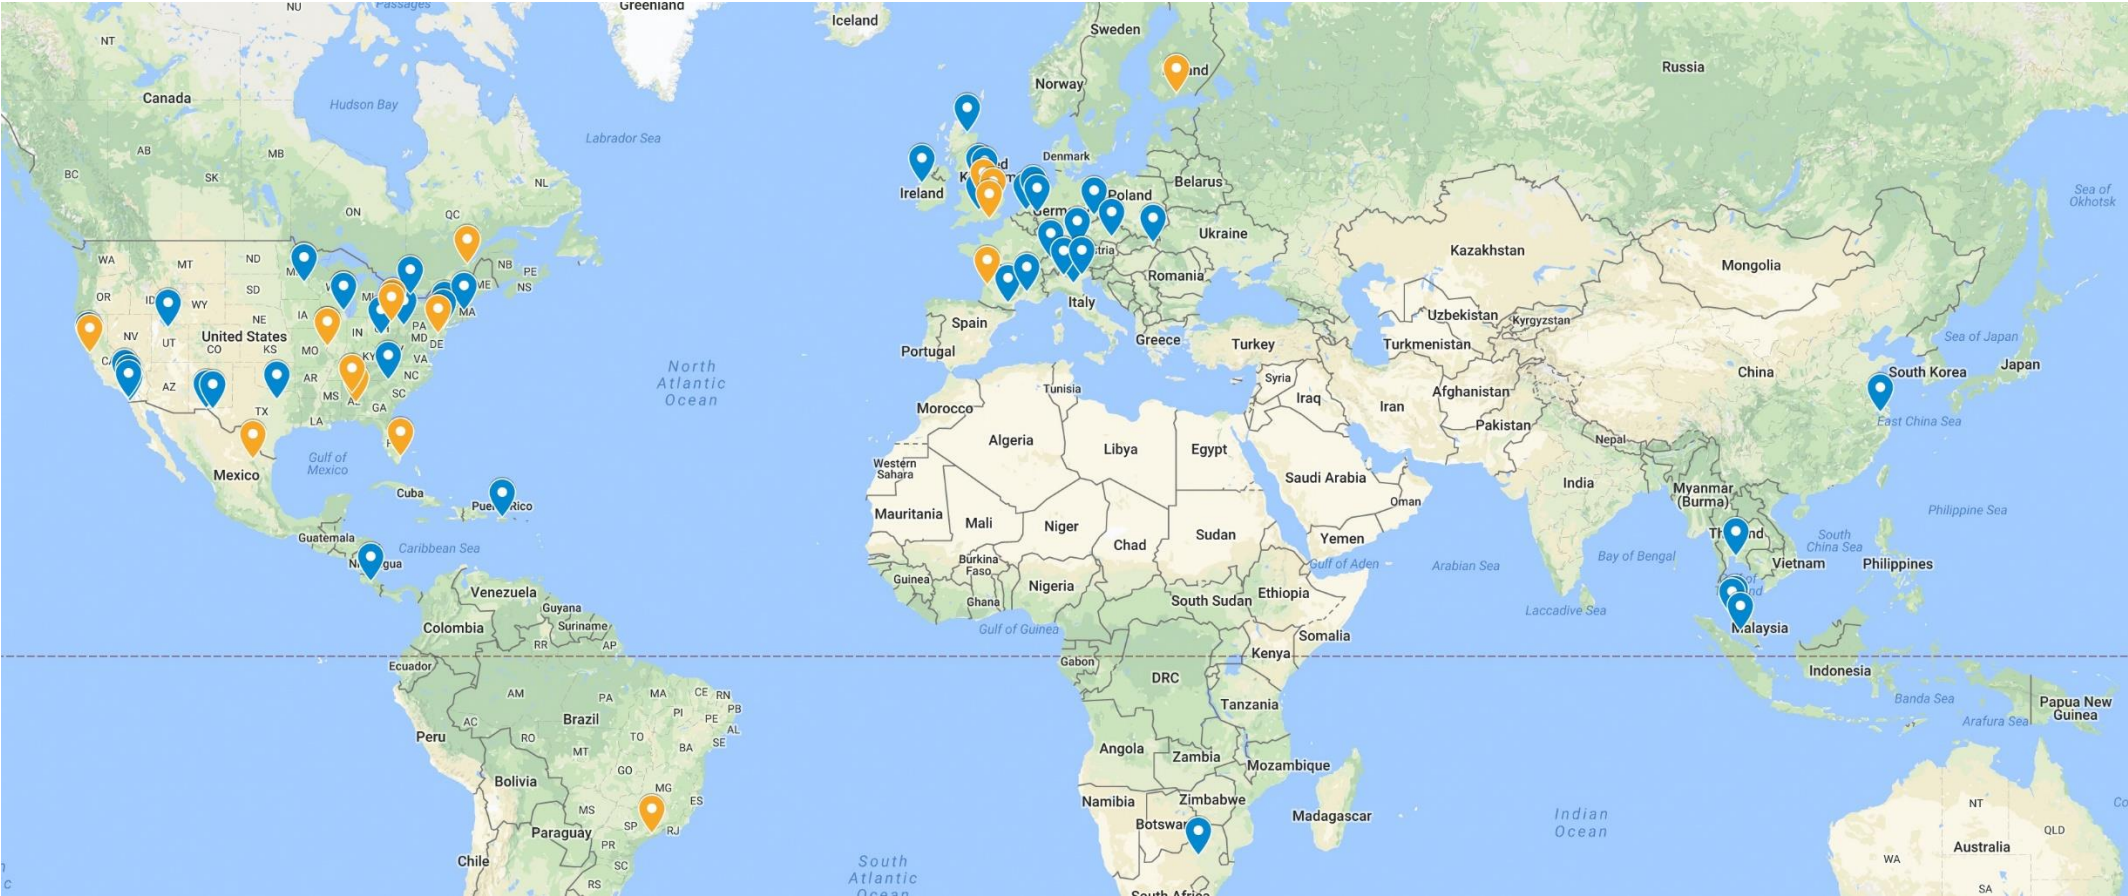 NU
Passages
Greenland
Iceland
Sweden
NT
Norway
Russia
Canada
Hudson Bay
Labrador Sea
AB
MB
SK
BC
NL
ON
QC
Ireland
Denmark
Poland
Belarus
Ukraine
Romania
Italy
Spain
Portugal
Greece
Turkey
Kazakhstan
Mongolia
Sea of
Okhotsk
WA
MT
ND
NB
PE
NS
ME
OR
WY
SD
IA
NE
PA
MA
NV
UT
United States
CO
KS
MO
IN
MD
DE
KY
VA
AZ
AR
NC
MS
SC
GA
TX
LA
Gulf of
Mexico
Mexico
Cuba
Guatemala
Caribbean Sea
North
Atlantic
Ocean
Uzbekistan
Kyrgyzstan
Turkmenistan
Sea of Japan
China
South Korea
Japan
Afghanistan
East China Sea
Pakistan
Nepal
Tunisia
Morocco
Algeria
Libya
Egypt
Syria
Iraq
Iran
Western
Sahara
Saudi Arabia
Oman
India
Myanmar
(Burma)
Philippine Sea
Mauritania
Mali
Niger
Chad
Sudan
Yemen
Gulf of Aden
Arabian Sea
Bay of Bengal
South
China Sea
Vietnam
Philippines
Burkina
Faso
Guinea
Ghana
Nigeria
South Sudan
Ethiopia
Laccadive Sea
Malaysia
Venezuela
Guyana
Suriname
Colombia
Gulf of Guinea
Somalia
Kenya
Gabon
RR
AP
Ecuador
Indonesia
Banda Sea
Arafura Sea
Papua New
Guinea
DRC
Tanzania
AM
PA
MA
CE
RN
PB
PI
PE
AL
SE
AC
Brazil
Peru
RO
TO
BA
MT
GO
Bolivia
MG
ES
MS
SP
RJ
Paraguay
PR
SC
Chile
RS
Angola
Zambia
Mozambique
Namibia
Zimbabwe
Madagascar
South Africa
Indian
Ocean
South
Atlantic
Ocean
NT
QLD
Australia
WA
SA